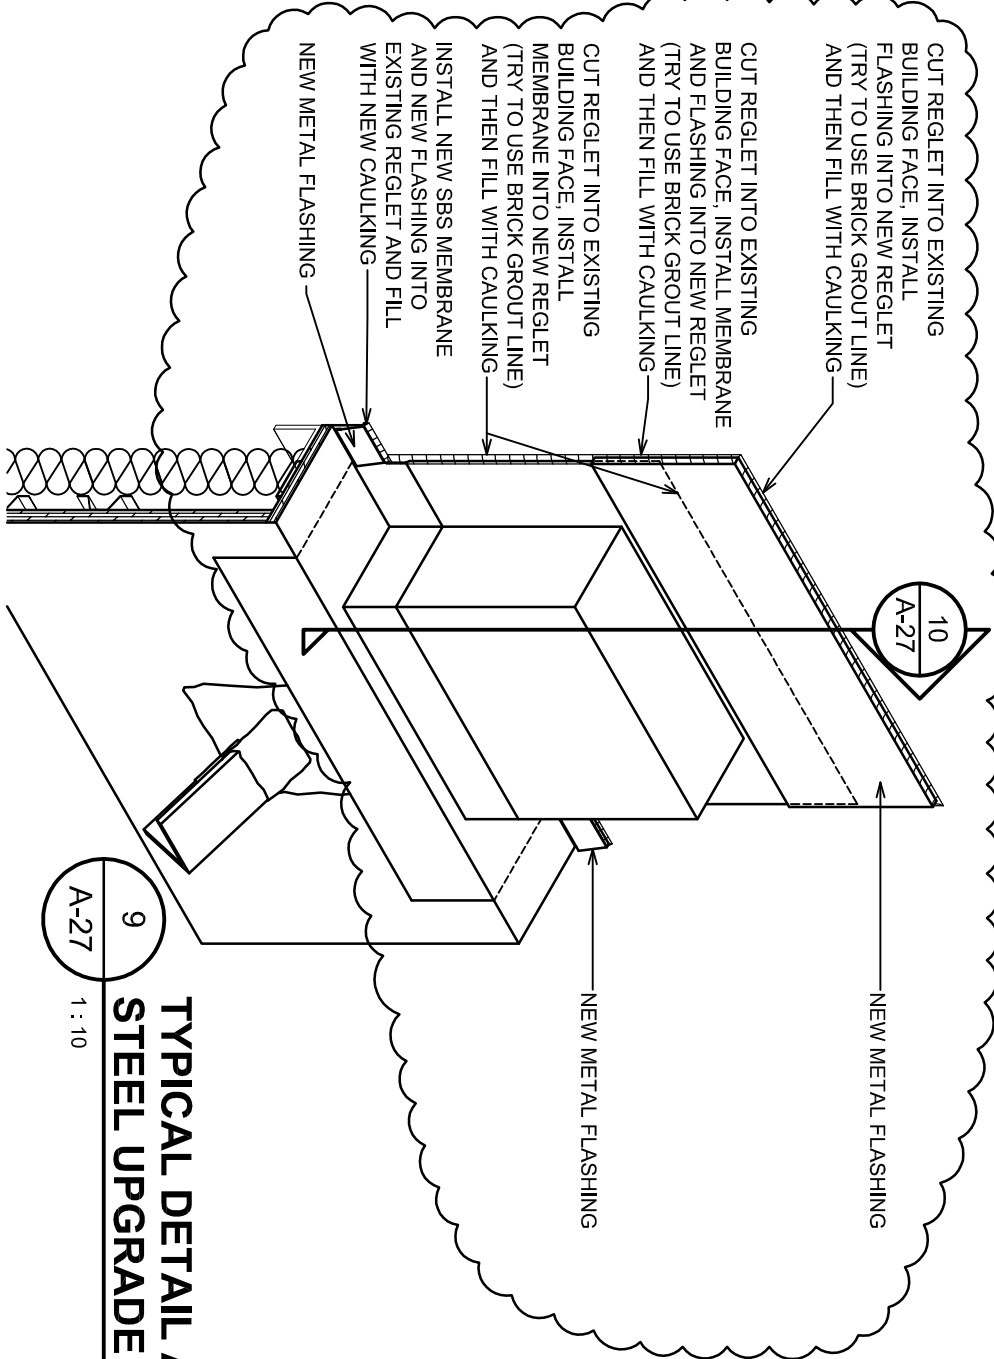 CUT REGLET INTO EXISTING
BUILDING FACE, INSTALL
FLASHING INTO NEW REGLET
(TRY TO USE BRICK GROUT LINE)
AND THEN FILL WITH CAULKING
CUT REGLET INTO EXISTING
BUILDING FACE, INSTALL MEMBRANE
AND FLASHING INTO NEW REGLET
(TRY TO USE BRICK GROUT LINE)
AND THEN FILL WITH CAULKING
CUT REGLET INTO EXISTING
BUILDING FACE, INSTALL
MEMBRANE INTO NEW REGLET
(TRY TO USE BRICK GROUT LINE)
AND THEN FILL WITH CAULKING
INSTALL NEW SBS MEMBRANE
AND NEW FLASHING INTO
EXISTING REGLET AND FILL
WITH NEW CAULKING
NEW METAL FLASHING
10
A-27
NEW METAL FLASHING
NEW METAL FLASHING
9
A-27
TYPICAL DETAIL
STEEL UPGRADE
1 : 10